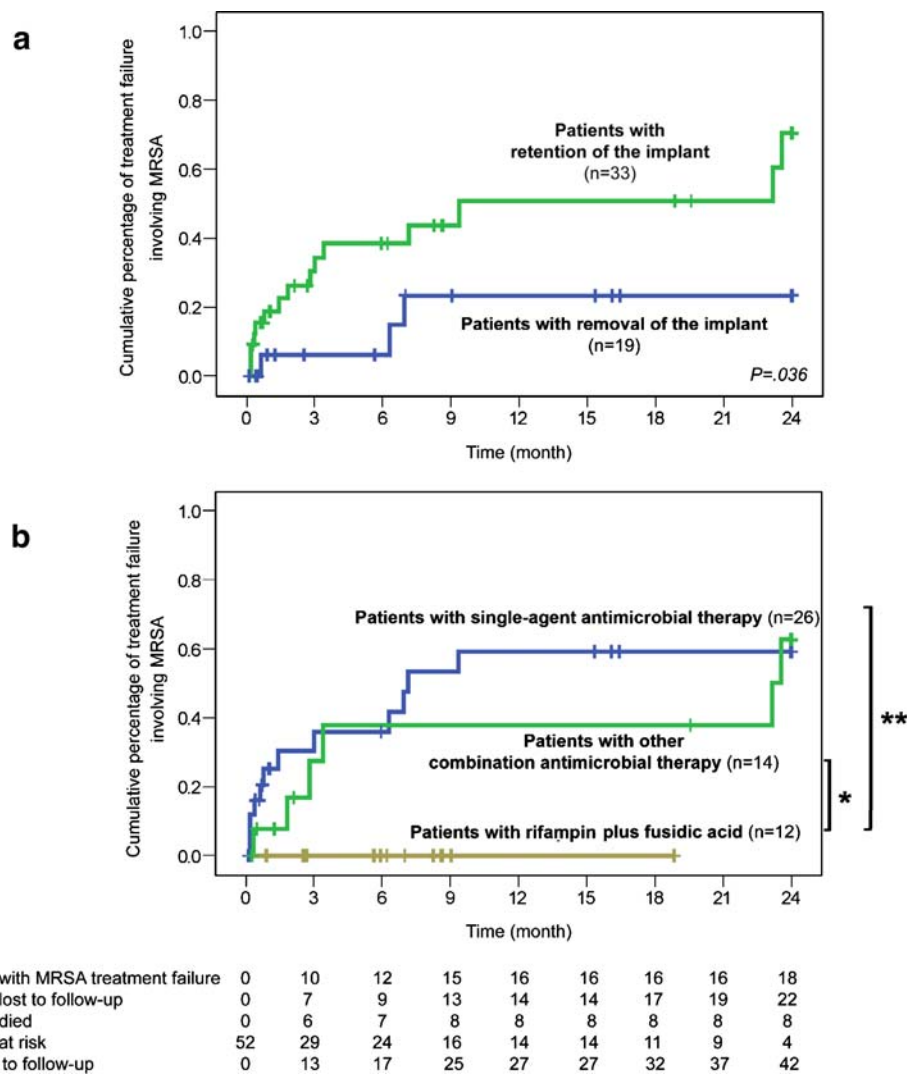 a
1.0
0.8
0.6
0.4
0.2
0.0
Cumulative percentage of treatment failure
involving MRSA
Patients with
retention of the implant
(n=33)
Patients with removal of the implant
(n=19)
P=.036
0 3 6 9 12 15 18 21 24
Time (month)
b
1.0
0.8
0.6
0.4
0.2
0.0
Cumulative percentage of treatment failure
involving MRSA
Patients with single-agent antimicrobial therapy (n=26)
Patients with other
combination antimicrobial therapy (n=14)
Patients with rifampin plus fusidic acid (n=12)
**
*
0 3 6 9 12 15 18 21 24
Time (month)
with MRSA treatment failure 0 10 12 15 16 16 16 16 18
lost to follow-up 0 7 9 13 14 14 17 19 22
died 0 6 7 8 8 8 8 8 8
at risk 52 29 24 16 14 14 11 9 4
to follow-up 0 13 17 25 27 27 32 37 42